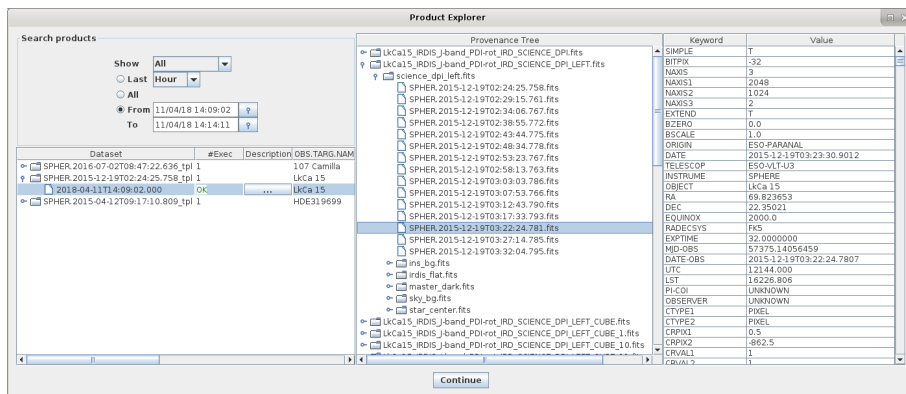 Product Explorer
Search products
Show All
Last Hour
All
From 11/04/18 14:09:02
To 11/04/18 14:14:11
Dataset #Exec Description OBS.TARG.NAM
SPHER.2016-07-02T08:47:22.636_tpl 1 107 Camilla
SPHER.2015-12-19T02:24:25.758_tpl 1 LkCa 15
2018-04-11T14:09:02.000 OK ... LkCa 15
SPHER.2015-04-12T09:17:10.809_tpl 1 HDE319699
Provenance Tree
LkCa15_IRDIS_J-band_PDI-rot_IRD_SCIENCE_DPI.fits
LkCa15_IRDIS_J-band_PDI-rot_IRD_SCIENCE_DPI_LEFT.fits
science_dpi_left.fits
SPHER.2015-12-19T02:24:25.758.fits
SPHER.2015-12-19T02:29:15.761.fits
SPHER.2015-12-19T02:34:06.767.fits
SPHER.2015-12-19T02:38:55.772.fits
SPHER.2015-12-19T02:43:44.775.fits
SPHER.2015-12-19T02:48:34.778.fits
SPHER.2015-12-19T02:53:23.767.fits
SPHER.2015-12-19T02:58:13.763.fits
SPHER.2015-12-19T03:03:03.786.fits
SPHER.2015-12-19T03:07:53.766.fits
SPHER.2015-12-19T03:12:43.790.fits
SPHER.2015-12-19T03:17:33.793.fits
SPHER.2015-12-19T03:22:24.781.fits
SPHER.2015-12-19T03:27:14.785.fits
SPHER.2015-12-19T03:32:04.795.fits
ins_bg.fits
irdis_flat.fits
master_dark.fits
sky_bg.fits
star_center.fits
LkCa15_IRDIS_J-band_PDI-rot_IRD_SCIENCE_DPI_LEFT_CUBE.fits
LkCa15_IRDIS_J-band_PDI-rot_IRD_SCIENCE_DPI_LEFT_CUBE_1.fits
LkCa15_IRDIS_J-band_PDI-rot_IRD_SCIENCE_DPI_LEFT_CUBE_10.fits
Keyword Value
SIMPLE T
BITPIX -32
NAXIS 3
NAXIS1 2048
NAXIS2 1024
NAXIS3 2
EXTEND T
BZERO 0.0
BSCALE 1.0
ORIGIN ESO-PARANAL
DATE 2015-12-19T03:23:30.9012
TELESCOP ESO-VLT-U3
INSTRUME SPHERE
OBJECT LkCa 15
RA 69.823653
DEC 22.35021
EQUINOX 2000.0
RADECSYS FK5
EXPTIME 32.0000000
MJD-OBS 57375.14056459
DATE-OBS 2015-12-19T03:22:24.7807
UTC 12144.000
LST 16226.806
PI-COI UNKNOWN
OBSERVER UNKNOWN
CTYPE1 PIXEL
CTYPE2 PIXEL
CRPIX1 0.5
CRPIX2 -862.5
CRVAL1 1
CRVAL2 1
Continue